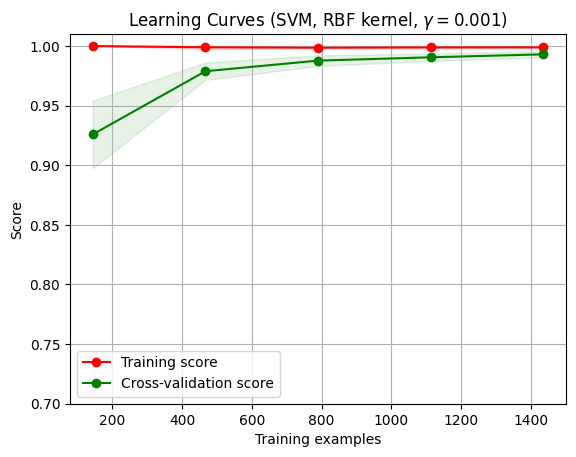 Learning Curves (SVM, RBF kernel, γ = 0.001)
1.00
0.95
0.90
0.85
0.80
0.75
0.70
Score
Training score
Cross-validation score
200 400 600 800 1000 1200 1400
Training examples